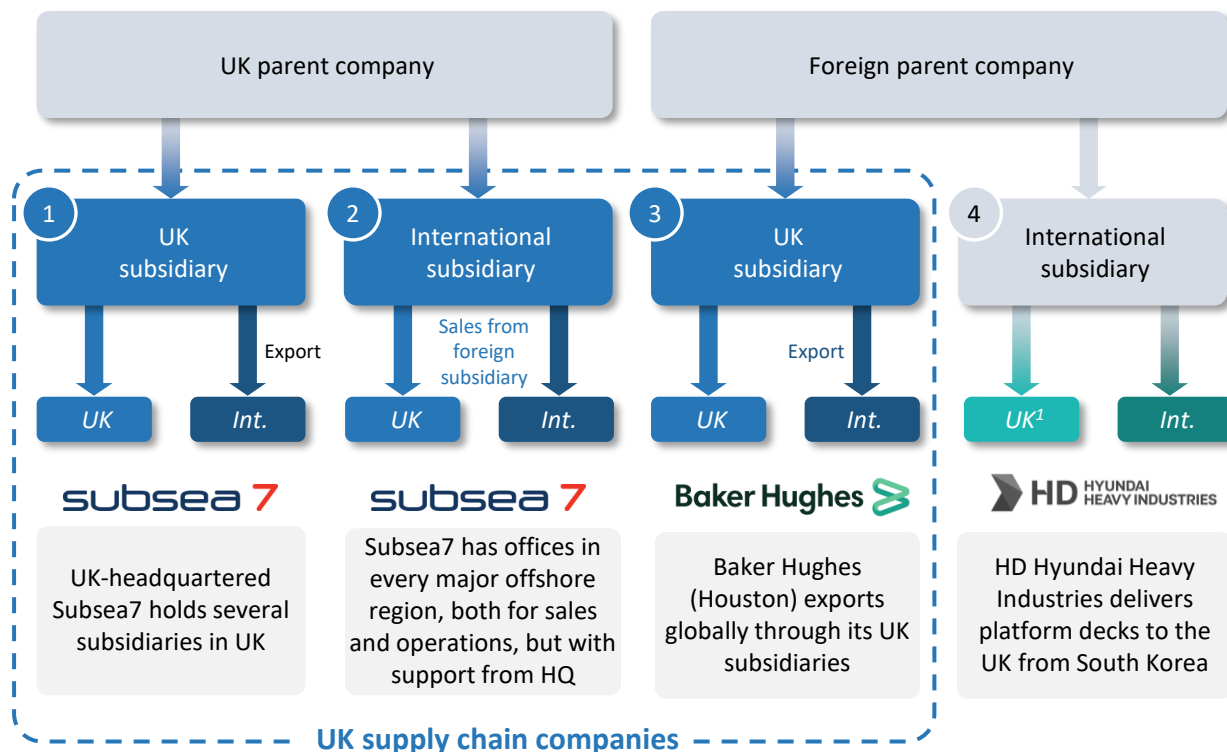 UK parent company
Foreign parent company
1
UK
subsidiary
2
International
subsidiary
3
UK
subsidiary
4
International
subsidiary
Export
Sales from
foreign
subsidiary
Export
UK
Int.
UK
Int.
UK
Int.
UK¹
Int.
subsea 7
subsea 7
Baker Hughes
HD HYUNDAI
HEAVY INDUSTRIES
UK-headquartered
Subsea7 holds several
subsidiaries in UK
Subsea7 has offices in
every major offshore
region, both for sales
and operations, but with
support from HQ
Baker Hughes
(Houston) exports
globally through its UK
subsidiaries
HD Hyundai Heavy
Industries delivers
platform decks to the
UK from South Korea
UK supply chain companies